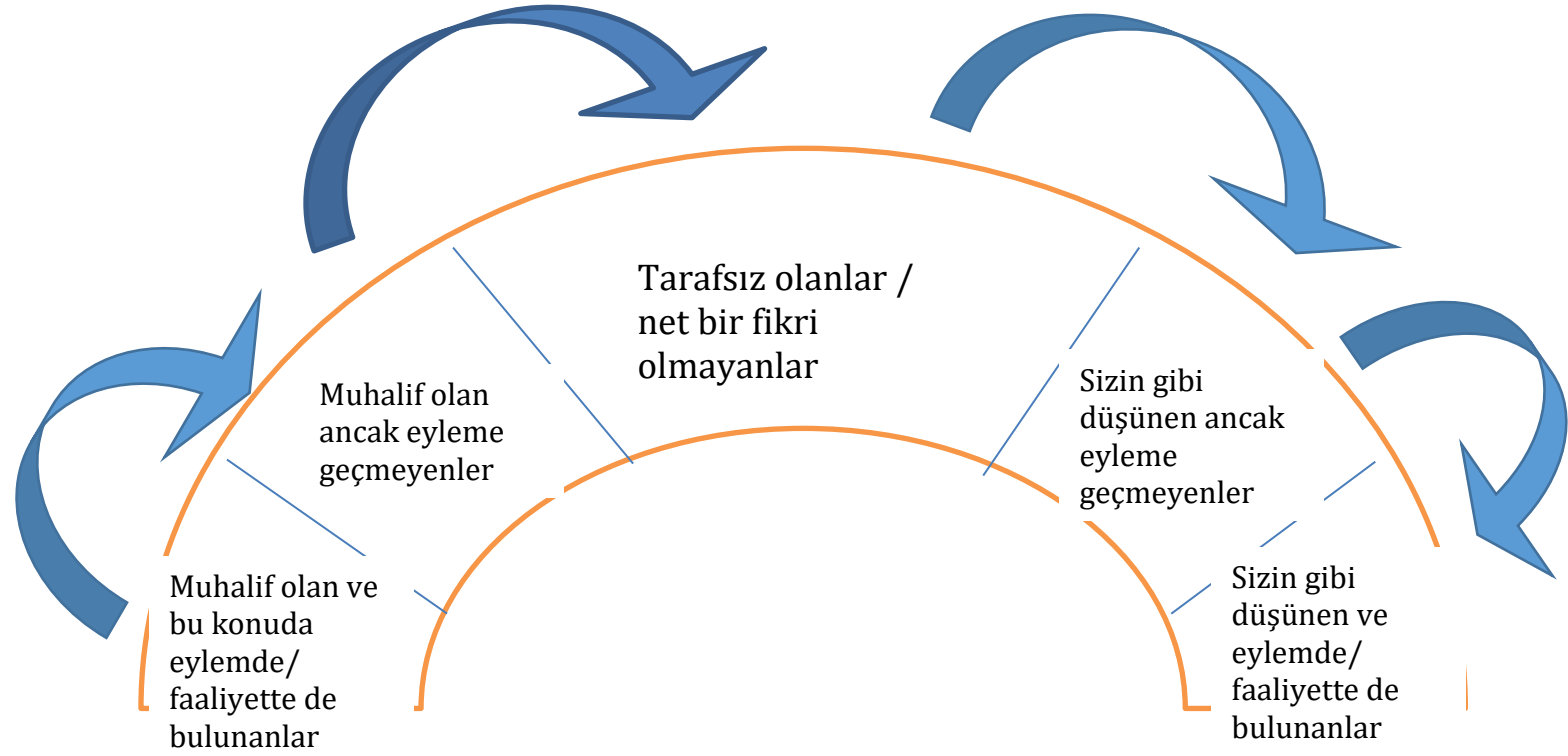 Muhalif olan ve
bu konuda
eylemde/
faaliyette de
bulunanlar
Muhalif olan
ancak eyleme
geçmeyenler
Tarafsız olanlar /
net bir fikri
olmayanlar
Sizin gibi
düşünen ancak
eyleme
geçmeyenler
Sizin gibi
düşünen ve
eylemde/
faaliyette de
bulunanlar